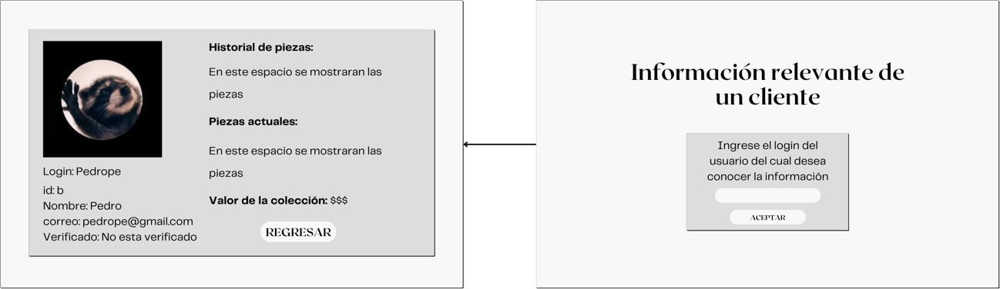 Historial de piezas:
En este espacio se mostraran las
piezas
Piezas actuales:
En este espacio se mostraran las
piezas
Valor de la colección: $$$
REGRESAR
Login: Pedrope
id: b
Nombre: Pedro
correo: pedrope@gmail.com
Verificado: No esta verificado
Información relevante de
un cliente
Ingrese el login del
usuario del cual desea
conocer la información
ACEPTAR